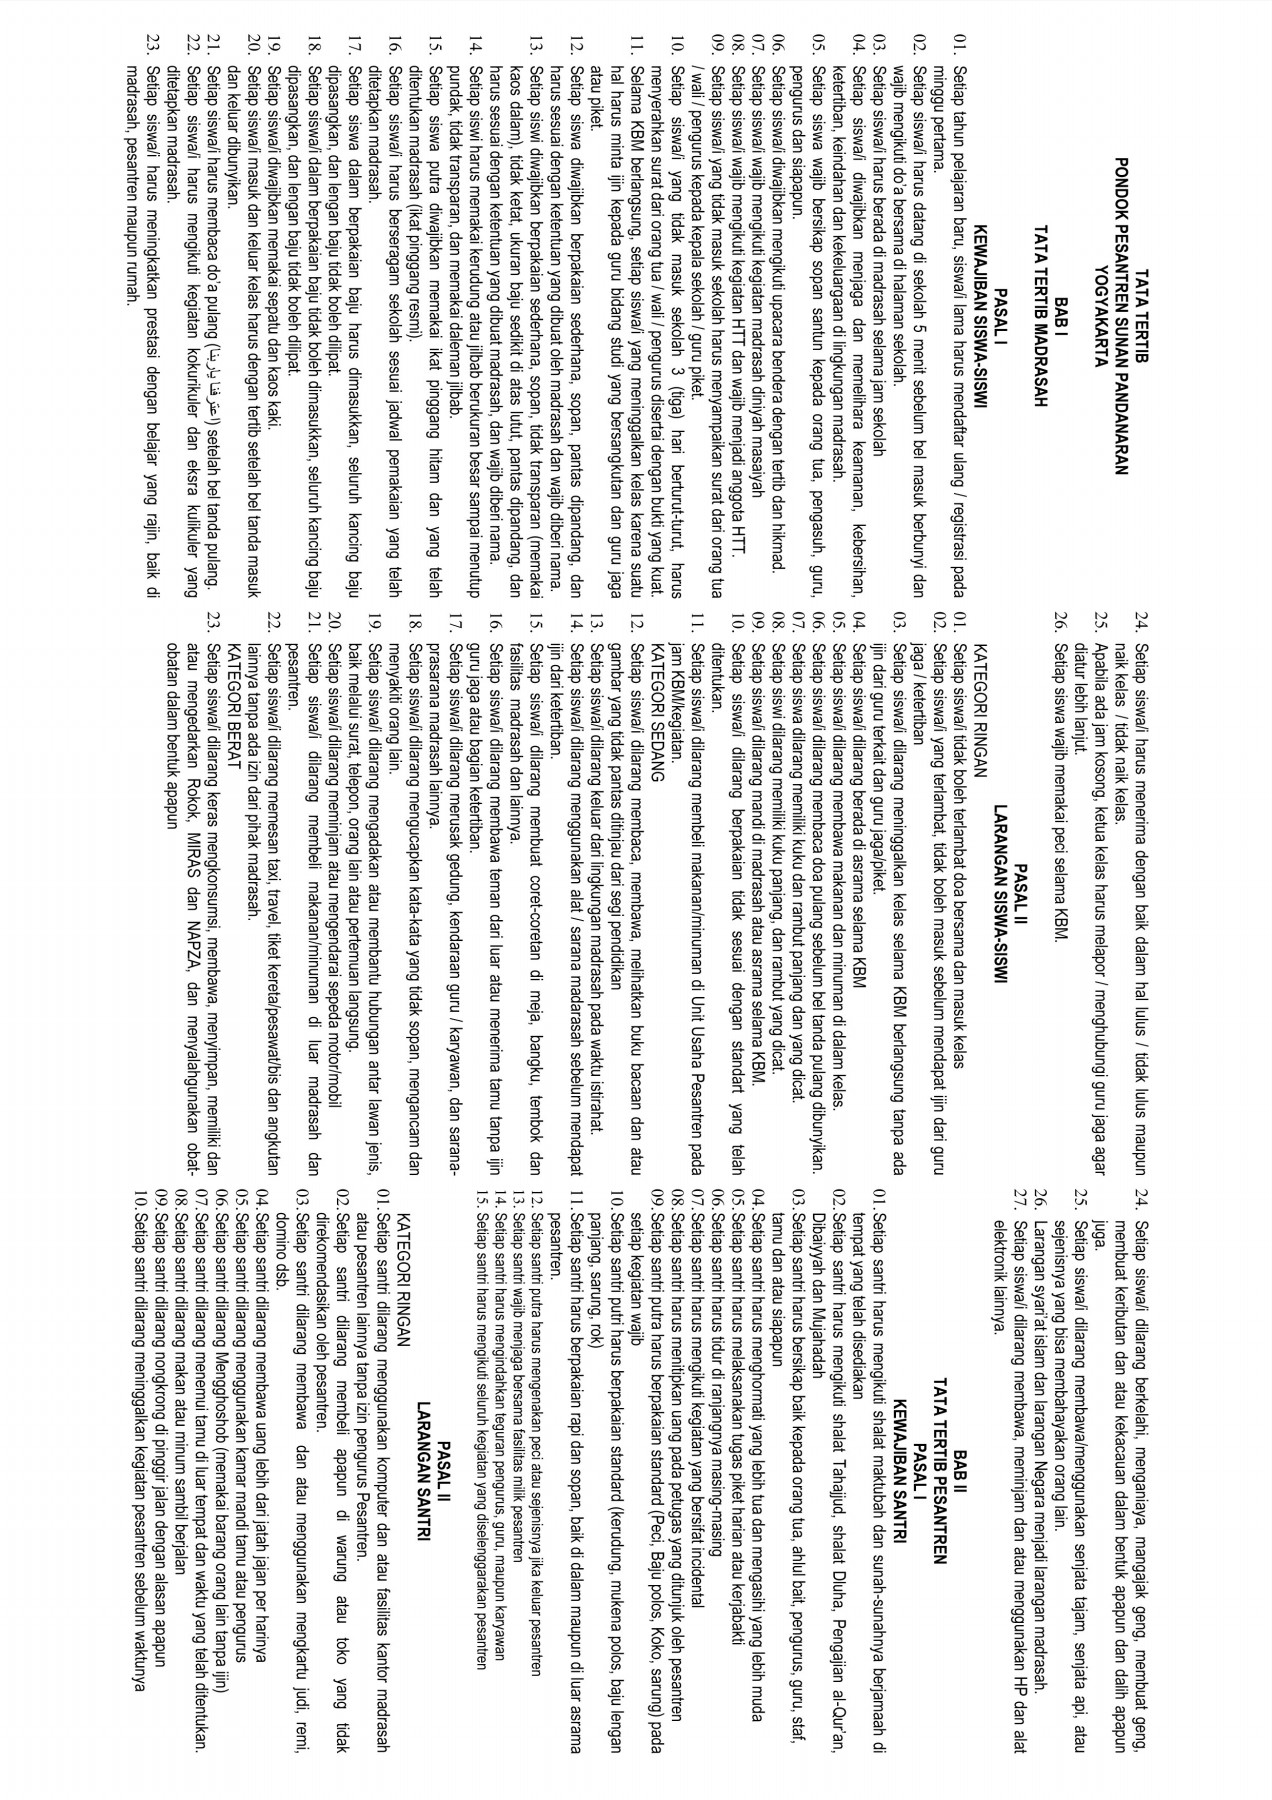 TATA TERTIB
PONDOK PESANTREN SUNAN PANDANARAN
YOGYAKARTA
BAB I
TATA TERTIB MADRASAH
PASAL I
KEWAJIBAN SISWA-SISWI
01. Setiap tahun pelajaran baru, siswa/i lama harus mendaftar ulang / registrasi pada
minggu pertama.
02. Setiap siswa/i harus datang di sekolah 5 menit sebelum bel masuk berbunyi dan
wajib mengikuti do'a bersama di halaman sekolah.
03. Setiap siswa/i harus berada di madrasah selama jam sekolah
04. Setiap siswa/i diwajibkan menjaga dan memelihara keamanan, kebersihan,
ketertiban, keindahan dan kekeluargaan di lingkungan madrasah.
05. Setiap siswa wajib bersikap sopan santun kepada orang tua, pengasuh, guru,
pengurus dan siapapun.
06. Setiap siswa/i diwajibkan mengikuti upacara bendera dengan tertib dan hikmad.
07. Setiap siswa/i wajib mengikuti kegiatan madrasah diniyah masaiyah
08. Setiap siswa/i wajib mengikuti kegiatan HTT dan wajib menjadi anggota HTT.
09. Setiap siswa/i yang tidak masuk sekolah harus menyampaikan surat dari orang tua
/ wali / pengurus kepada kepala sekolah / guru piket.
10. Setiap siswa/i yang tidak masuk sekolah 3 (tiga) hari berturut-turut, harus
menyerahkan surat dari orang tua / wali / pengurus disertai dengan bukti yang kuat.
11. Selama KBM berlangsung, setiap siswa/i yang meninggalkan kelas karena suatu
hal harus minta ijin kepada guru bidang studi yang bersangkutan dan guru jaga
atau piket.
12. Setiap siswa diwajibkan berpakaian sederhana, sopan, pantas dipandang, dan
harus sesuai dengan ketentuan yang dibuat oleh madrasah dan wajib diberi nama.
13. Setiap siswi diwajibkan berpakaian sederhana, sopan, tidak transparan (memakai
kaos dalam), tidak ketat, ukuran baju sedikit di atas lutut, pantas dipandang, dan
harus sesuai dengan ketentuan yang dibuat madrasah, dan wajib diberi nama.
14. Setiap siswi harus memakai kerudung atau jilbab berukuran besar sampai menutup
pundak, tidak transparan, dan memakai daleman jilbab.
15. Setiap siswa putra diwajibkan memakai ikat pinggang hitam dan yang telah
ditentukan madrasah (ikat pinggang resmi).
16. Setiap siswa/i harus berseragam sekolah sesuai jadwal pemakaian yang telah
ditetapkan madrasah.
17. Setiap siswa dalam berpakaian baju harus dimasukkan, seluruh kancing baju
dipasangkan, dan lengan baju tidak boleh dilipat.
18. Setiap siswa/i dalam berpakaian baju tidak boleh dimasukkan, seluruh kancing baju
dipasangkan, dan lengan baju tidak boleh dilipat.
19. Setiap siswa/i diwajibkan memakai sepatu dan kaos kaki.
20. Setiap siswa/i masuk dan keluar kelas harus dengan tertib setelah bel tanda masuk
dan keluar dibunyikan.
21. Setiap siswa/i harus membaca do'a pulang (اعترفنا ياربنا) setelah bel tanda pulang.
22. Setiap siswa/i harus mengikuti kegiatan kokurikuler dan eksra kulikuler yang
ditetapkan madrasah.
23. Setiap siswa/i harus meningkatkan prestasi dengan belajar yang rajin, baik di
madrasah, pesantren maupun rumah.
24. Setiap siswa/i harus menerima dengan baik dalam hal lulus / tidak lulus maupun
naik kelas / tidak naik kelas.
25. Apabila ada jam kosong, ketua kelas harus melapor / menghubungi guru jaga agar
diatur lebih lanjut.
26. Setiap siswa wajib memakai peci selama KBM.
PASAL II
LARANGAN SISWA-SISWI
KATEGORI RINGAN
01. Setiap siswa/i tidak boleh terlambat doa bersama dan masuk kelas
02. Setiap siswa/i yang terlambat, tidak boleh masuk sebelum mendapat ijin dari guru
jaga / ketertiban
03. Setiap siswa/i dilarang meninggalkan kelas selama KBM berlangsung tanpa ada
ijin dari guru terkait dan guru jaga/piket.
04. Setiap siswa/i dilarang berada di asrama selama KBM
05. Setiap siswa/i dilarang membawa makanan dan minuman di dalam kelas.
06. Setiap siswa/i dilarang membaca doa pulang sebelum bel tanda pulang dibunyikan.
07. Setiap siswa dilarang memiliki kuku dan rambut panjang dan yang dicat.
08. Setiap siswi dilarang memiliki kuku panjang, dan rambut yang dicat.
09. Setiap siswa/i dilarang mandi di madrasah atau asrama selama KBM.
10. Setiap siswa/i dilarang berpakaian tidak sesuai dengan standart yang telah
ditentukan.
11. Setiap siswa/i dilarang membeli makanan/minuman di Unit Usaha Pesantren pada
jam KBM/kegiatan.
KATEGORI SEDANG
12. Setiap siswa/i dilarang membaca, membawa, melihatkan buku bacaan dan atau
gambar yang tidak pantas ditinjau dari segi pendidikan
13. Setiap siswa/i dilarang keluar dari lingkungan madrasah pada waktu istirahat.
14. Setiap siswa/i dilarang menggunakan alat / sarana madarasah sebelum mendapat
ijin dari ketertiban.
15. Setiap siswa/i dilarang membuat coret-coretan di meja, bangku, tembok dan
fasilitas madrasah dan lainnya.
16. Setiap siswa/i dilarang membawa teman dari luar atau menerima tamu tanpa ijin
guru jaga atau bagian ketertiban.
17. Setiap siswa/i dilarang merusak gedung, kendaraan guru / karyawan, dan sarana-
prasarana madrasah lainnya.
18. Setiap siswa/i dilarang mengucapkan kata-kata yang tidak sopan, mengancam dan
menyakiti orang lain.
19. Setiap siswa/i dilarang mengadakan atau membantu hubungan antar lawan jenis,
baik melalui surat, telepon, orang lain atau pertemuan langsung.
20. Setiap siswa/i dilarang meminjam atau mengendarai sepeda motor/mobil
21. Setiap siswa/i dilarang membeli makanan/minuman di luar madrasah dan
pesantren.
22. Setiap siswa/i dilarang memesan taxi, travel, tiket kereta/pesawat/bis dan angkutan
lainnya tanpa ada izin dari pihak madrasah.
KATEGORI BERAT
23. Setiap siswa/i dilarang keras mengkonsumsi, membawa, menyimpan, memiliki dan
atau mengedarkan Rokok, MIRAS dan NAPZA, dan menyalahgunakan obat-
obatan dalam bentuk apapun
24. Setiap siswa/i dilarang berkelahi, menganiaya, mangajak geng, membuat geng,
membuat keributan dan atau kekacauan dalam bentuk apapun dan dalih apapun
juga.
25. Setiap siswa/i dilarang membawa/menggunakan senjata tajam, senjata api, atau
sejenisnya yang bisa membahayakan orang lain.
26. Larangan syari'at islam dan larangan Negara menjadi larangan madrasah.
27. Setiap siswa/i dilarang membawa, meminjam dan atau menggunakan HP dan alat
elektronik lainnya.
BAB II
TATA TERTIB PESANTREN
PASAL I
KEWAJIBAN SANTRI
01. Setiap santri harus mengikuti shalat maktubah dan sunah-sunahnya berjamaah di
tempat yang telah disediakan
02. Setiap santri harus mengikuti shalat Tahajjud, shalat Dluha, Pengajian al-Qur'an,
Dibaiyyah dan Mujahadah
03. Setiap santri harus bersikap baik kepada orang tua, ahlul bait, pengurus, guru, staf,
tamu dan atau siapapun
04. Setiap santri harus menghormati yang lebih tua dan mengasihi yang lebih muda
05. Setiap santri harus melaksanakan tugas piket harian atau kerjabakti
06. Setiap santri harus tidur di ranjangnya masing-masing
07. Setiap santri harus mengikuti kegiatan yang bersifat incidental
08. Setiap santri harus menitipkan uang pada petugas yang ditunjuk oleh pesantren
09. Setiap santri putra harus berpakaian standard (Peci, Baju polos, Koko, sarung) pada
setiap kegiatan wajib
10. Setiap santri putri harus berpakaian standard (kerudung, mukena polos, baju lengan
panjang, sarung, rok)
11. Setiap santri harus berpakaian rapi dan sopan, baik di dalam maupun di luar asrama
pesantren.
12. Setiap santri putra harus mengenakan peci atau sejenisnya jika keluar pesantren
13. Setiap santri wajib menjaga bersama fasilitas milik pesantren
14. Setiap santri harus mengindahkan teguran pengurus, guru, maupun karyawan
15. Setiap santri harus mengikuti seluruh kegiatan yang diselenggarakan pesantren
PASAL II
LARANGAN SANTRI
KATEGORI RINGAN
01. Setiap santri dilarang menggunakan komputer dan atau fasilitas kantor madrasah
atau pesantren lainnya tanpa izin pengurus Pesantren.
02. Setiap santri dilarang membeli apapun di warung atau toko yang tidak
direkomendasikan oleh pesantren.
03. Setiap santri dilarang membawa dan atau menggunakan mengkartu judi, remi,
domino dsb.
04. Setiap santri dilarang membawa uang lebih dari jatah jajan per harinya
05. Setiap santri dilarang menggunakan kamar mandi tamu atau pengurus
06. Setiap santri dilarang Mengghoshob (memakai barang orang lain tanpa ijin)
07. Setiap santri dilarang menemui tamu di luar tempat dan waktu yang telah ditentukan.
08. Setiap santri dilarang makan atau minum sambil berjalan
09. Setiap santri dilarang nongkrong di pinggir jalan dengan alasan apapun
10. Setiap santri dilarang meninggalkan kegiatan pesantren sebelum waktunya